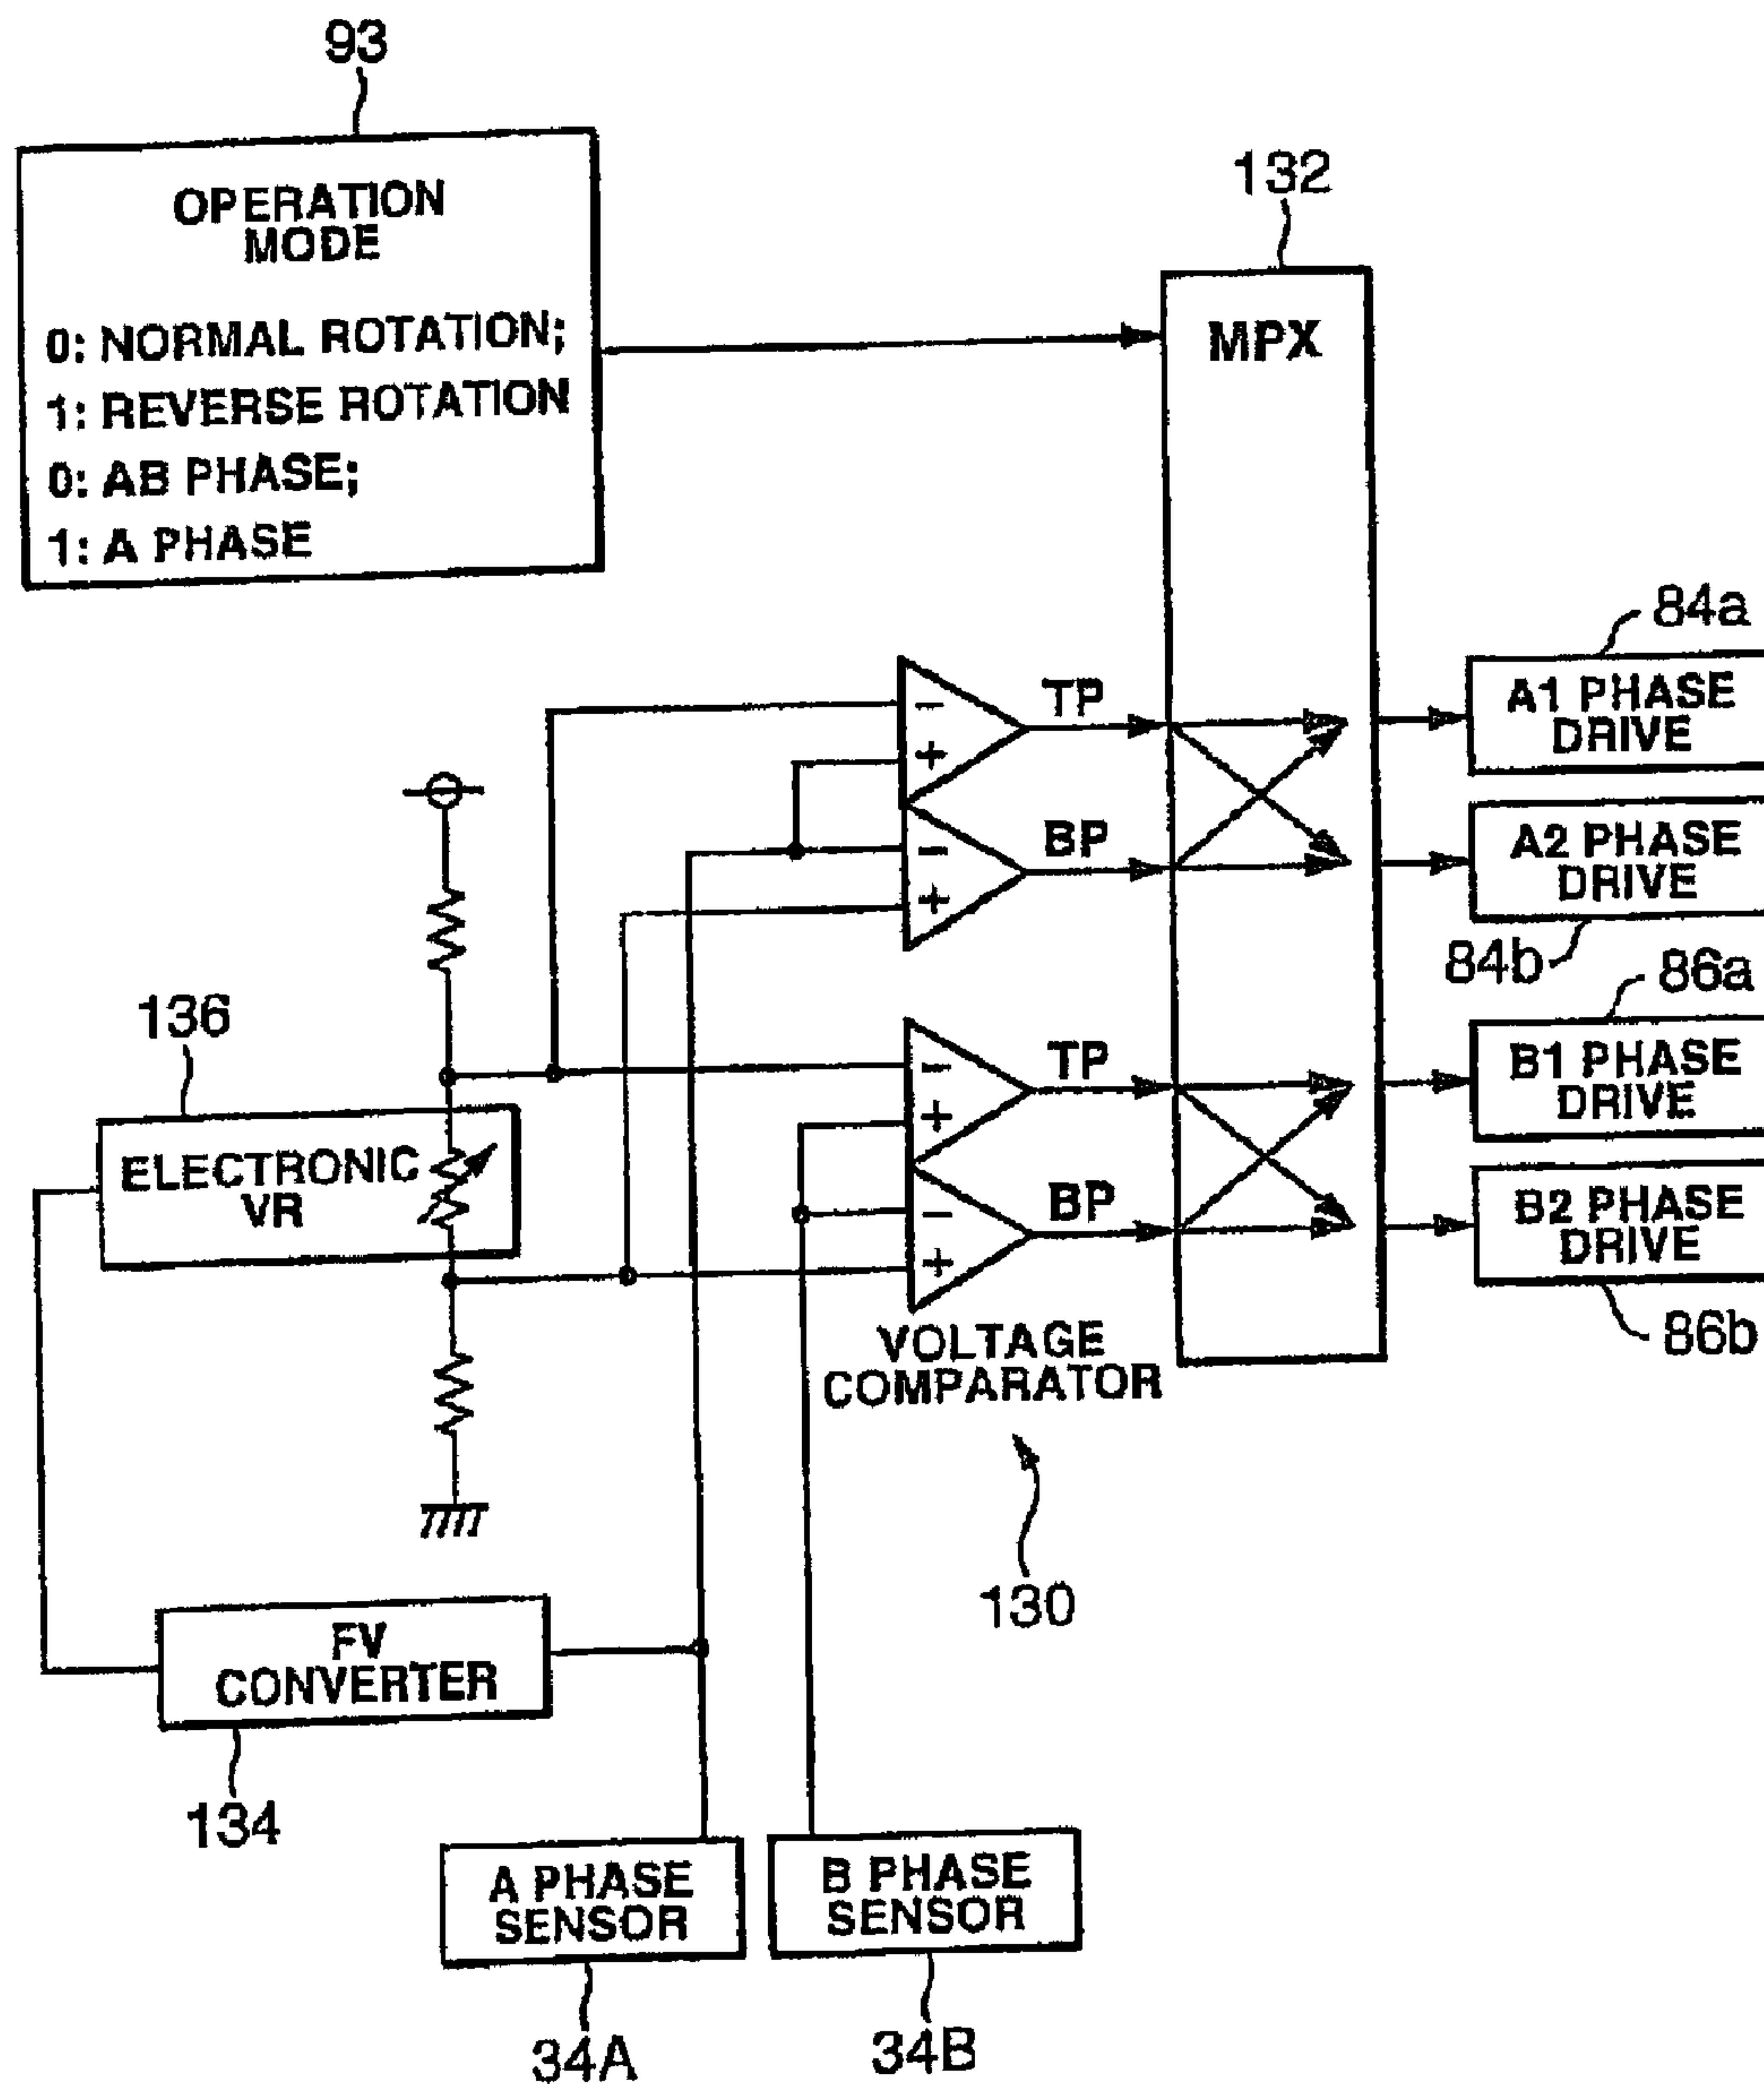 93
OPERATION
MODE
0: NORMAL ROTATION;
1: REVERSE ROTATION
0: AB PHASE;
1: A PHASE
132
MPX
84a
A1 PHASE
DRIVE
A2 PHASE
DRIVE
84b
86a
B1 PHASE
DRIVE
B2 PHASE
DRIVE
86b
−
+
TP
−
+
BP
−
+
TP
−
+
BP
VOLTAGE
COMPARATOR
130
136
ELECTRONIC
VR
FV
CONVERTER
134
A PHASE
SENSOR
34A
B PHASE
SENSOR
34B